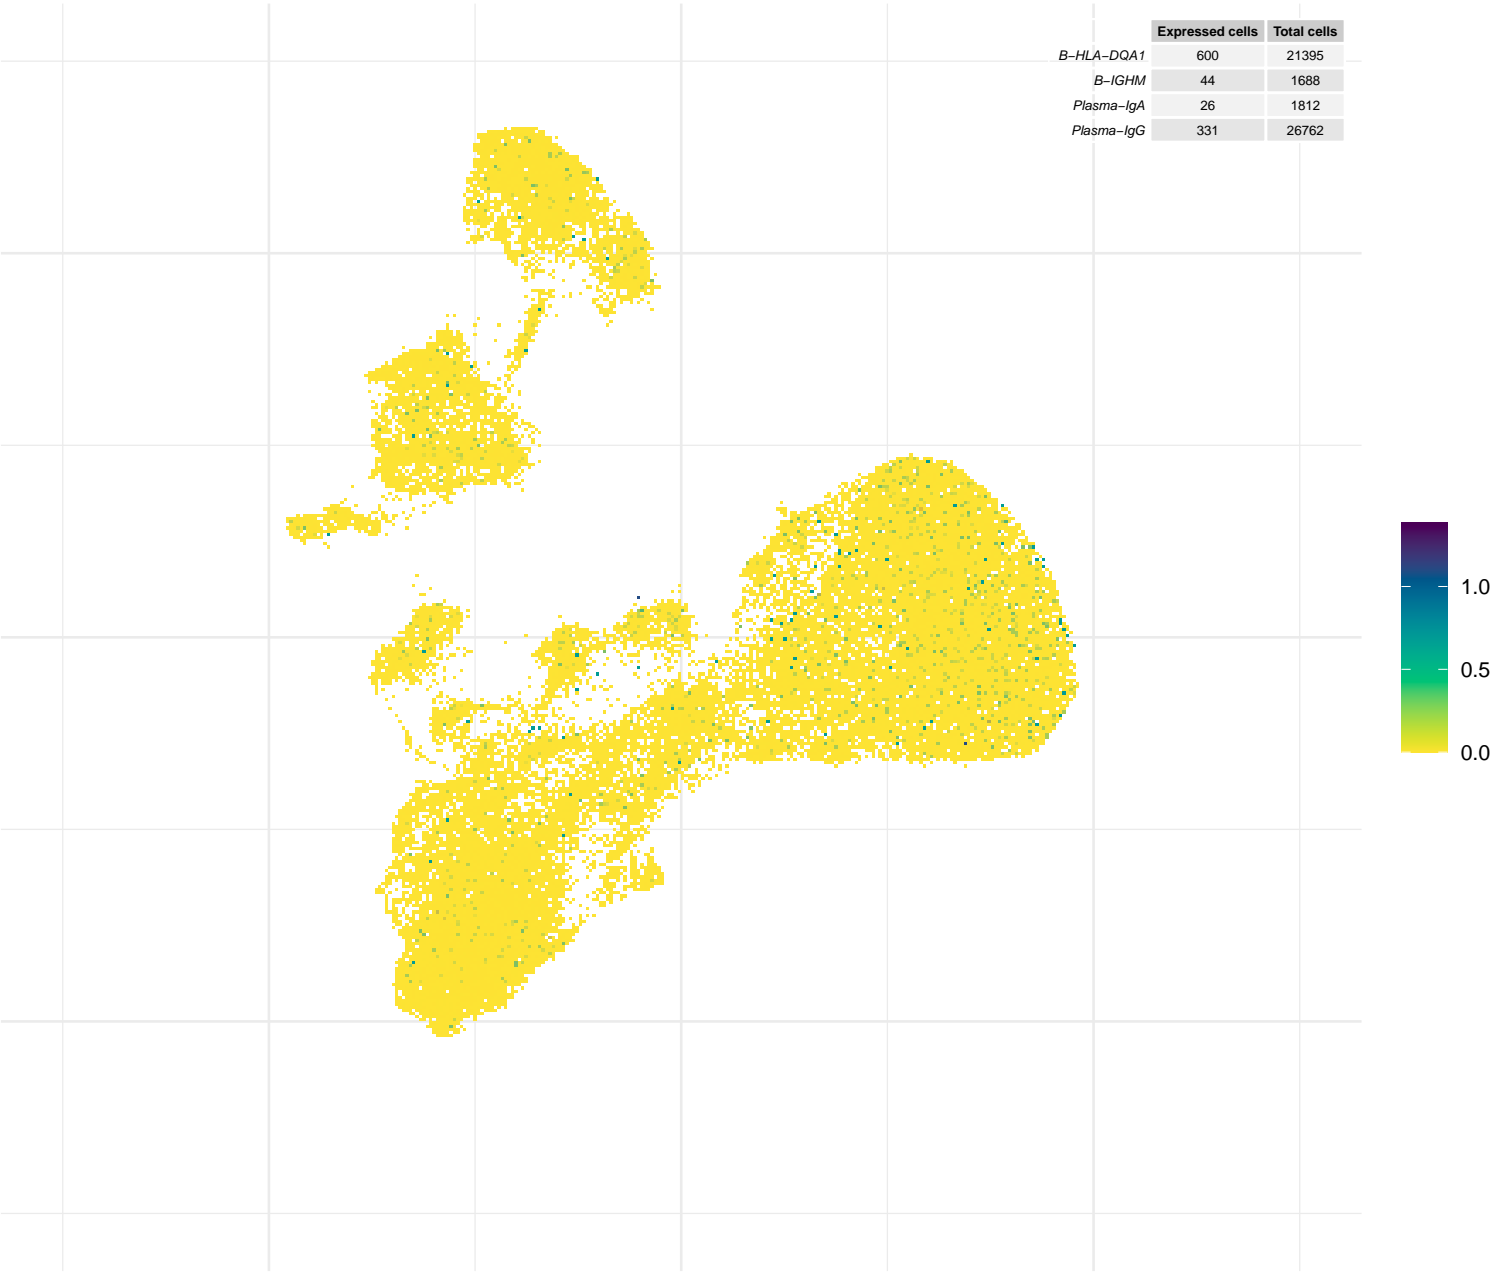 Expressed cells Total cells
B−HLA−DQA1 600 21395
B−IGHM 44 1688
Plasma−IgA 26 1812
Plasma−IgG 331 26762
1.0
0.5
0.0